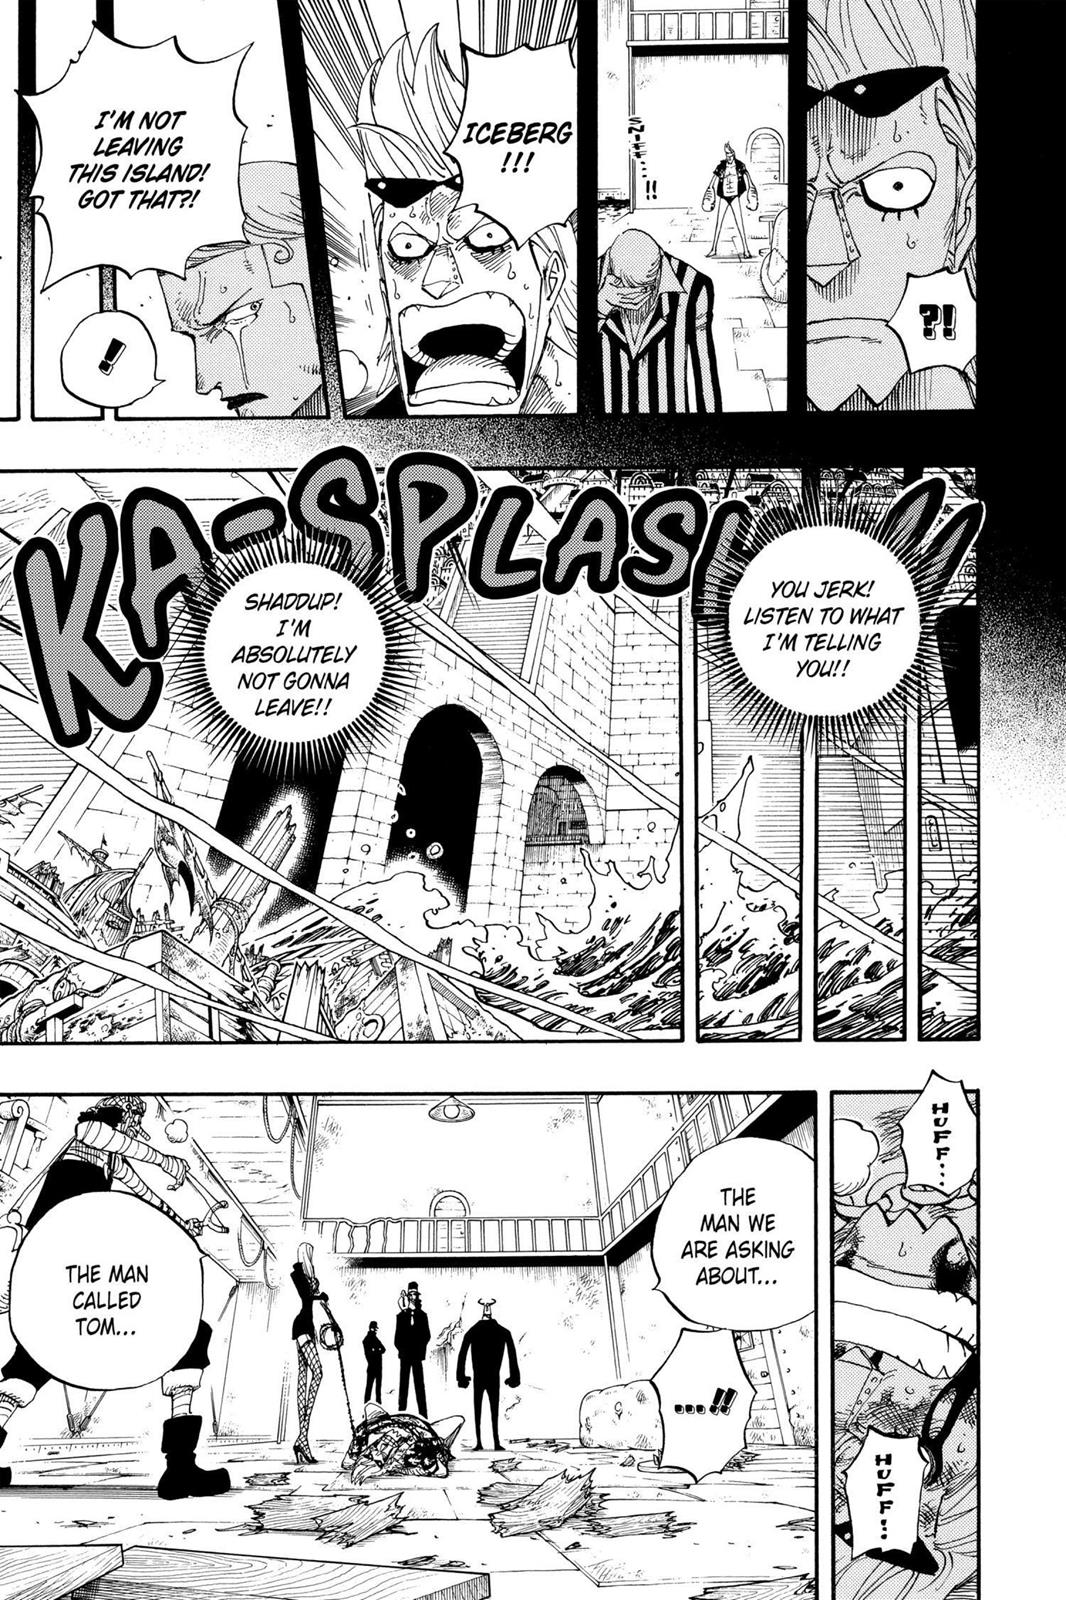 ?!
SNIFF...!!
ICEBERG
!!!
I'M NOT
LEAVING
THIS ISLAND!
GOT THAT?!
!
KA-SPLASH
YOU JERK!
LISTEN TO WHAT
I'M TELLING
YOU!!
SHADDUP!
I'M
ABSOLUTELY
NOT GONNA
LEAVE!!
HUFF...
HUFF...
THE
MAN WE
ARE ASKING
ABOUT...
...!!
THE MAN
CALLED
TOM...